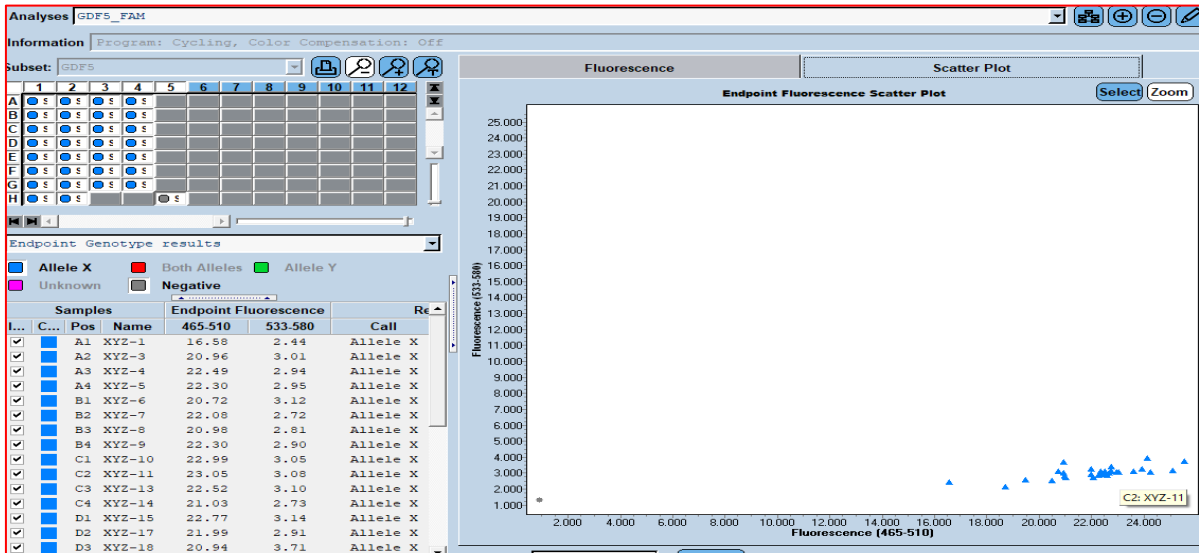 Analyses GDF5_FAM
Information Program: Cycling, Color Compensation: Off
Subset: GDF5
1 2 3 4 5 6 7 8 9 10 11 12
A S S S S
B S S S S
C S S S S
D S S S S
E S S S S
F S S S S
G S S S S
H S S S
Endpoint Genotype results
Allele X Both Alleles Allele Y
Unknown Negative
Samples Endpoint Fluorescence Re
I... C... Pos Name 465-510 533-580 Call
A1 XYZ-1 16.58 2.44 Allele X
A2 XYZ-3 20.96 3.01 Allele X
A3 XYZ-4 22.49 2.94 Allele X
A4 XYZ-5 22.30 2.95 Allele X
B1 XYZ-6 20.72 3.12 Allele X
B2 XYZ-7 22.08 2.72 Allele X
B3 XYZ-8 20.98 2.81 Allele X
B4 XYZ-9 22.30 2.90 Allele X
C1 XYZ-10 22.99 3.05 Allele X
C2 XYZ-11 23.05 3.08 Allele X
C3 XYZ-13 22.52 3.10 Allele X
C4 XYZ-14 21.03 2.73 Allele X
D1 XYZ-15 22.77 3.14 Allele X
D2 XYZ-17 21.99 2.91 Allele X
D3 XYZ-18 20.94 3.71 Allele X
Fluorescence Scatter Plot
Endpoint Fluorescence Scatter Plot
Select Zoom
Fluorescence (533-580)
25.000
24.000
23.000
22.000
21.000
20.000
19.000
18.000
17.000
16.000
15.000
14.000
13.000
12.000
11.000
10.000
9.000
8.000
7.000
6.000
5.000
4.000
3.000
2.000
1.000
C2: XYZ-11
2.000 4.000 6.000 8.000 10.000 12.000 14.000 16.000 18.000 20.000 22.000 24.000
Fluorescence (465-510)